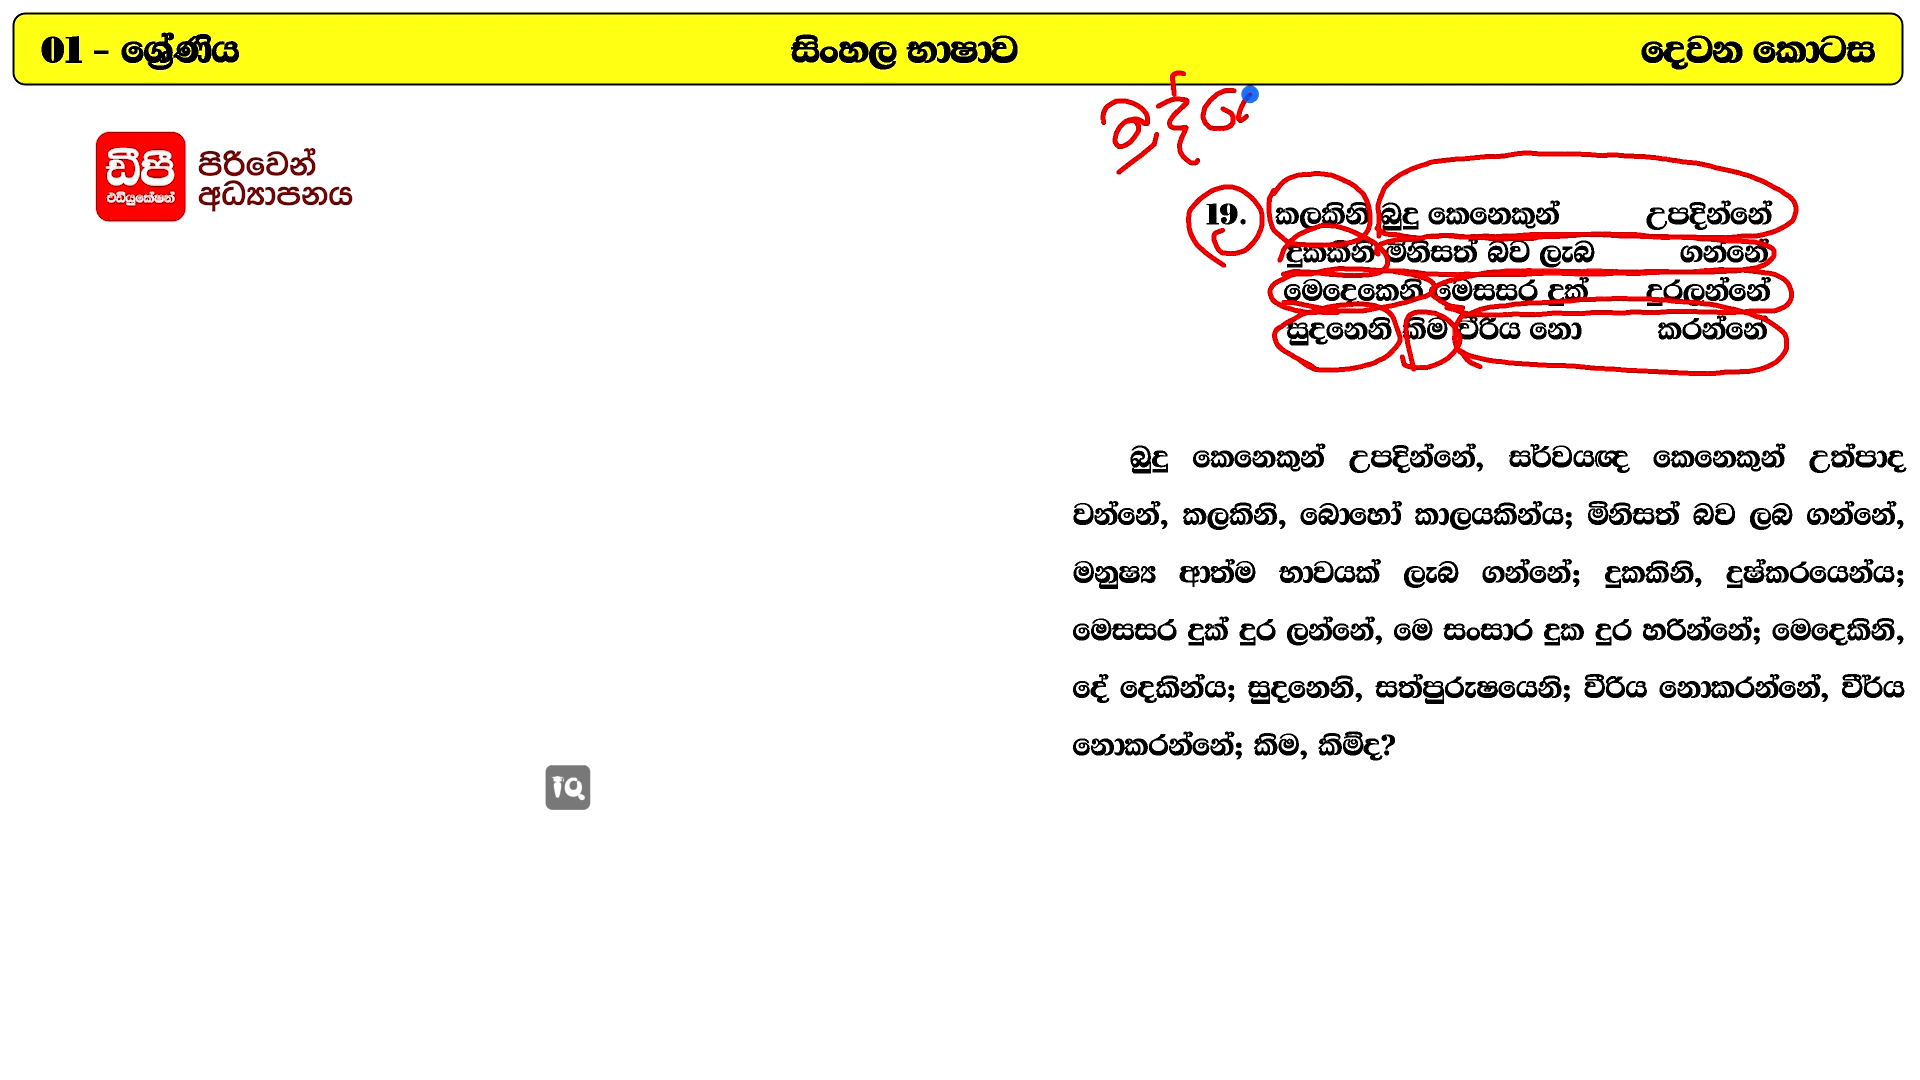 01 - ශ්‍රේණිය සිංහල භාෂාව දෙවන කොටස
ඩීපී
එඩියුකේෂන්
පිරිවෙන්
අධ්‍යාපනය
19. කලකිනි බුදු කෙනෙකුන් උපදින්නේ
දුකකිනි මිනිසත් බව ලැබ ගන්නේ
මෙදෙකෙනි මෙසසර දුක් දුරලන්නේ
සුදනෙනි කිම වීරිය නො කරන්නේ
බුදු කෙනෙකුන් උපදින්නේ, සර්වයඥ කෙනෙකුන් උත්පාද
වන්නේ, කලකිනි, බොහෝ කාලයකින්ය; මිනිසත් බව ලබ ගන්නේ,
මනුෂ්‍ය ආත්ම භාවයක් ලැබ ගන්නේ; දුකකිනි, දුෂ්කරයෙන්ය;
මෙසසර දුක් දුර ලන්නේ, මෙ සංසාර දුක දුර හරින්නේ; මෙදෙකිනි,
දේ දෙකින්ය; සුදනෙනි, සත්පුරුෂයෙනි; වීරිය නොකරන්නේ, වීර්ය
නොකරන්නේ; කිම, කිම්ද?
IQ